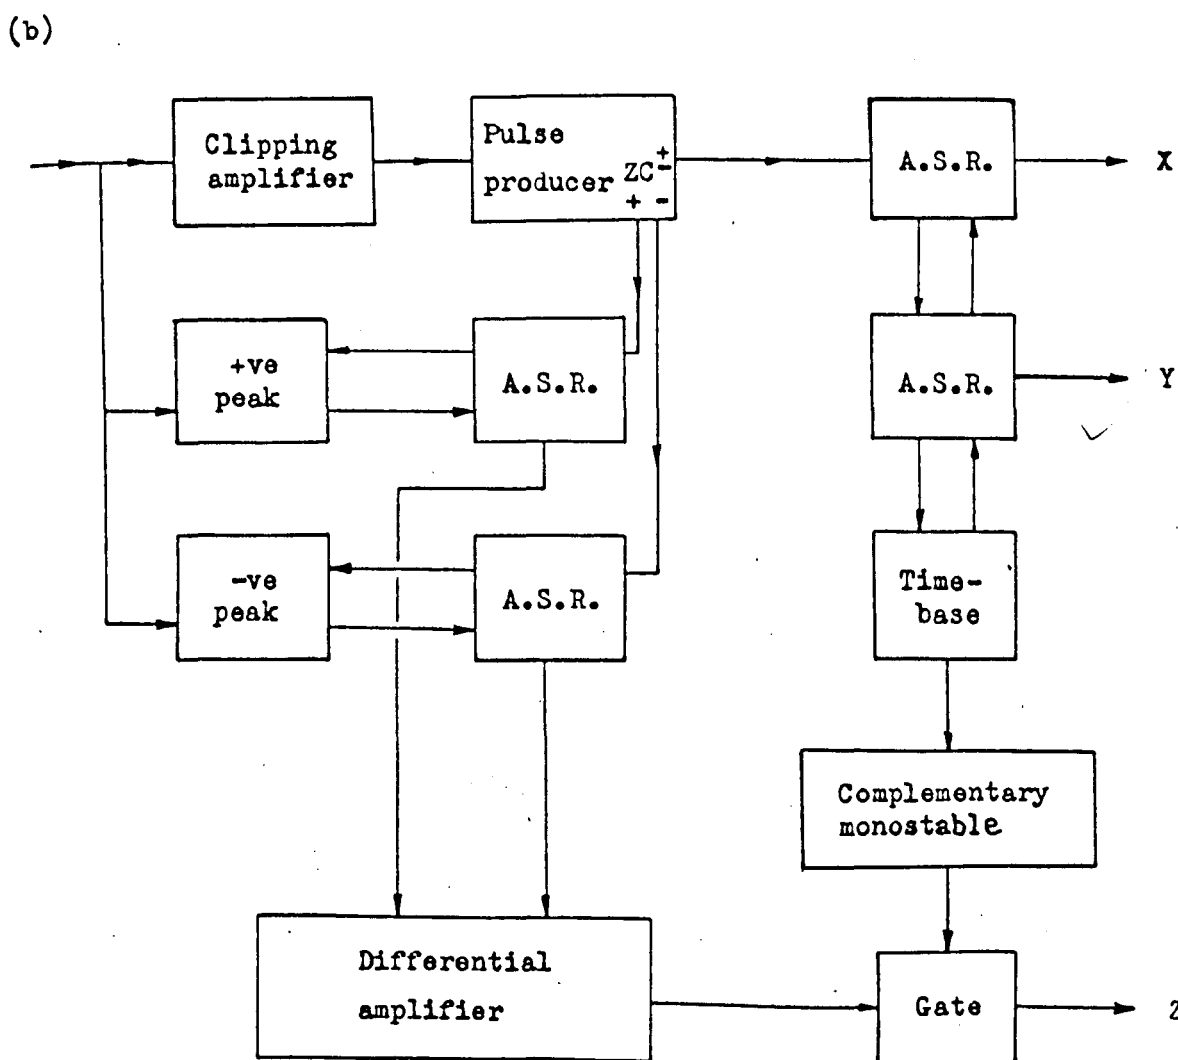 (b)
Clipping
amplifier
Pulse
producer ZC ±
+ -
A.S.R.
X
+ve
peak
A.S.R.
A.S.R.
Y
-ve
peak
A.S.R.
Time-
base
Complementary
monostable
Differential
amplifier
Gate